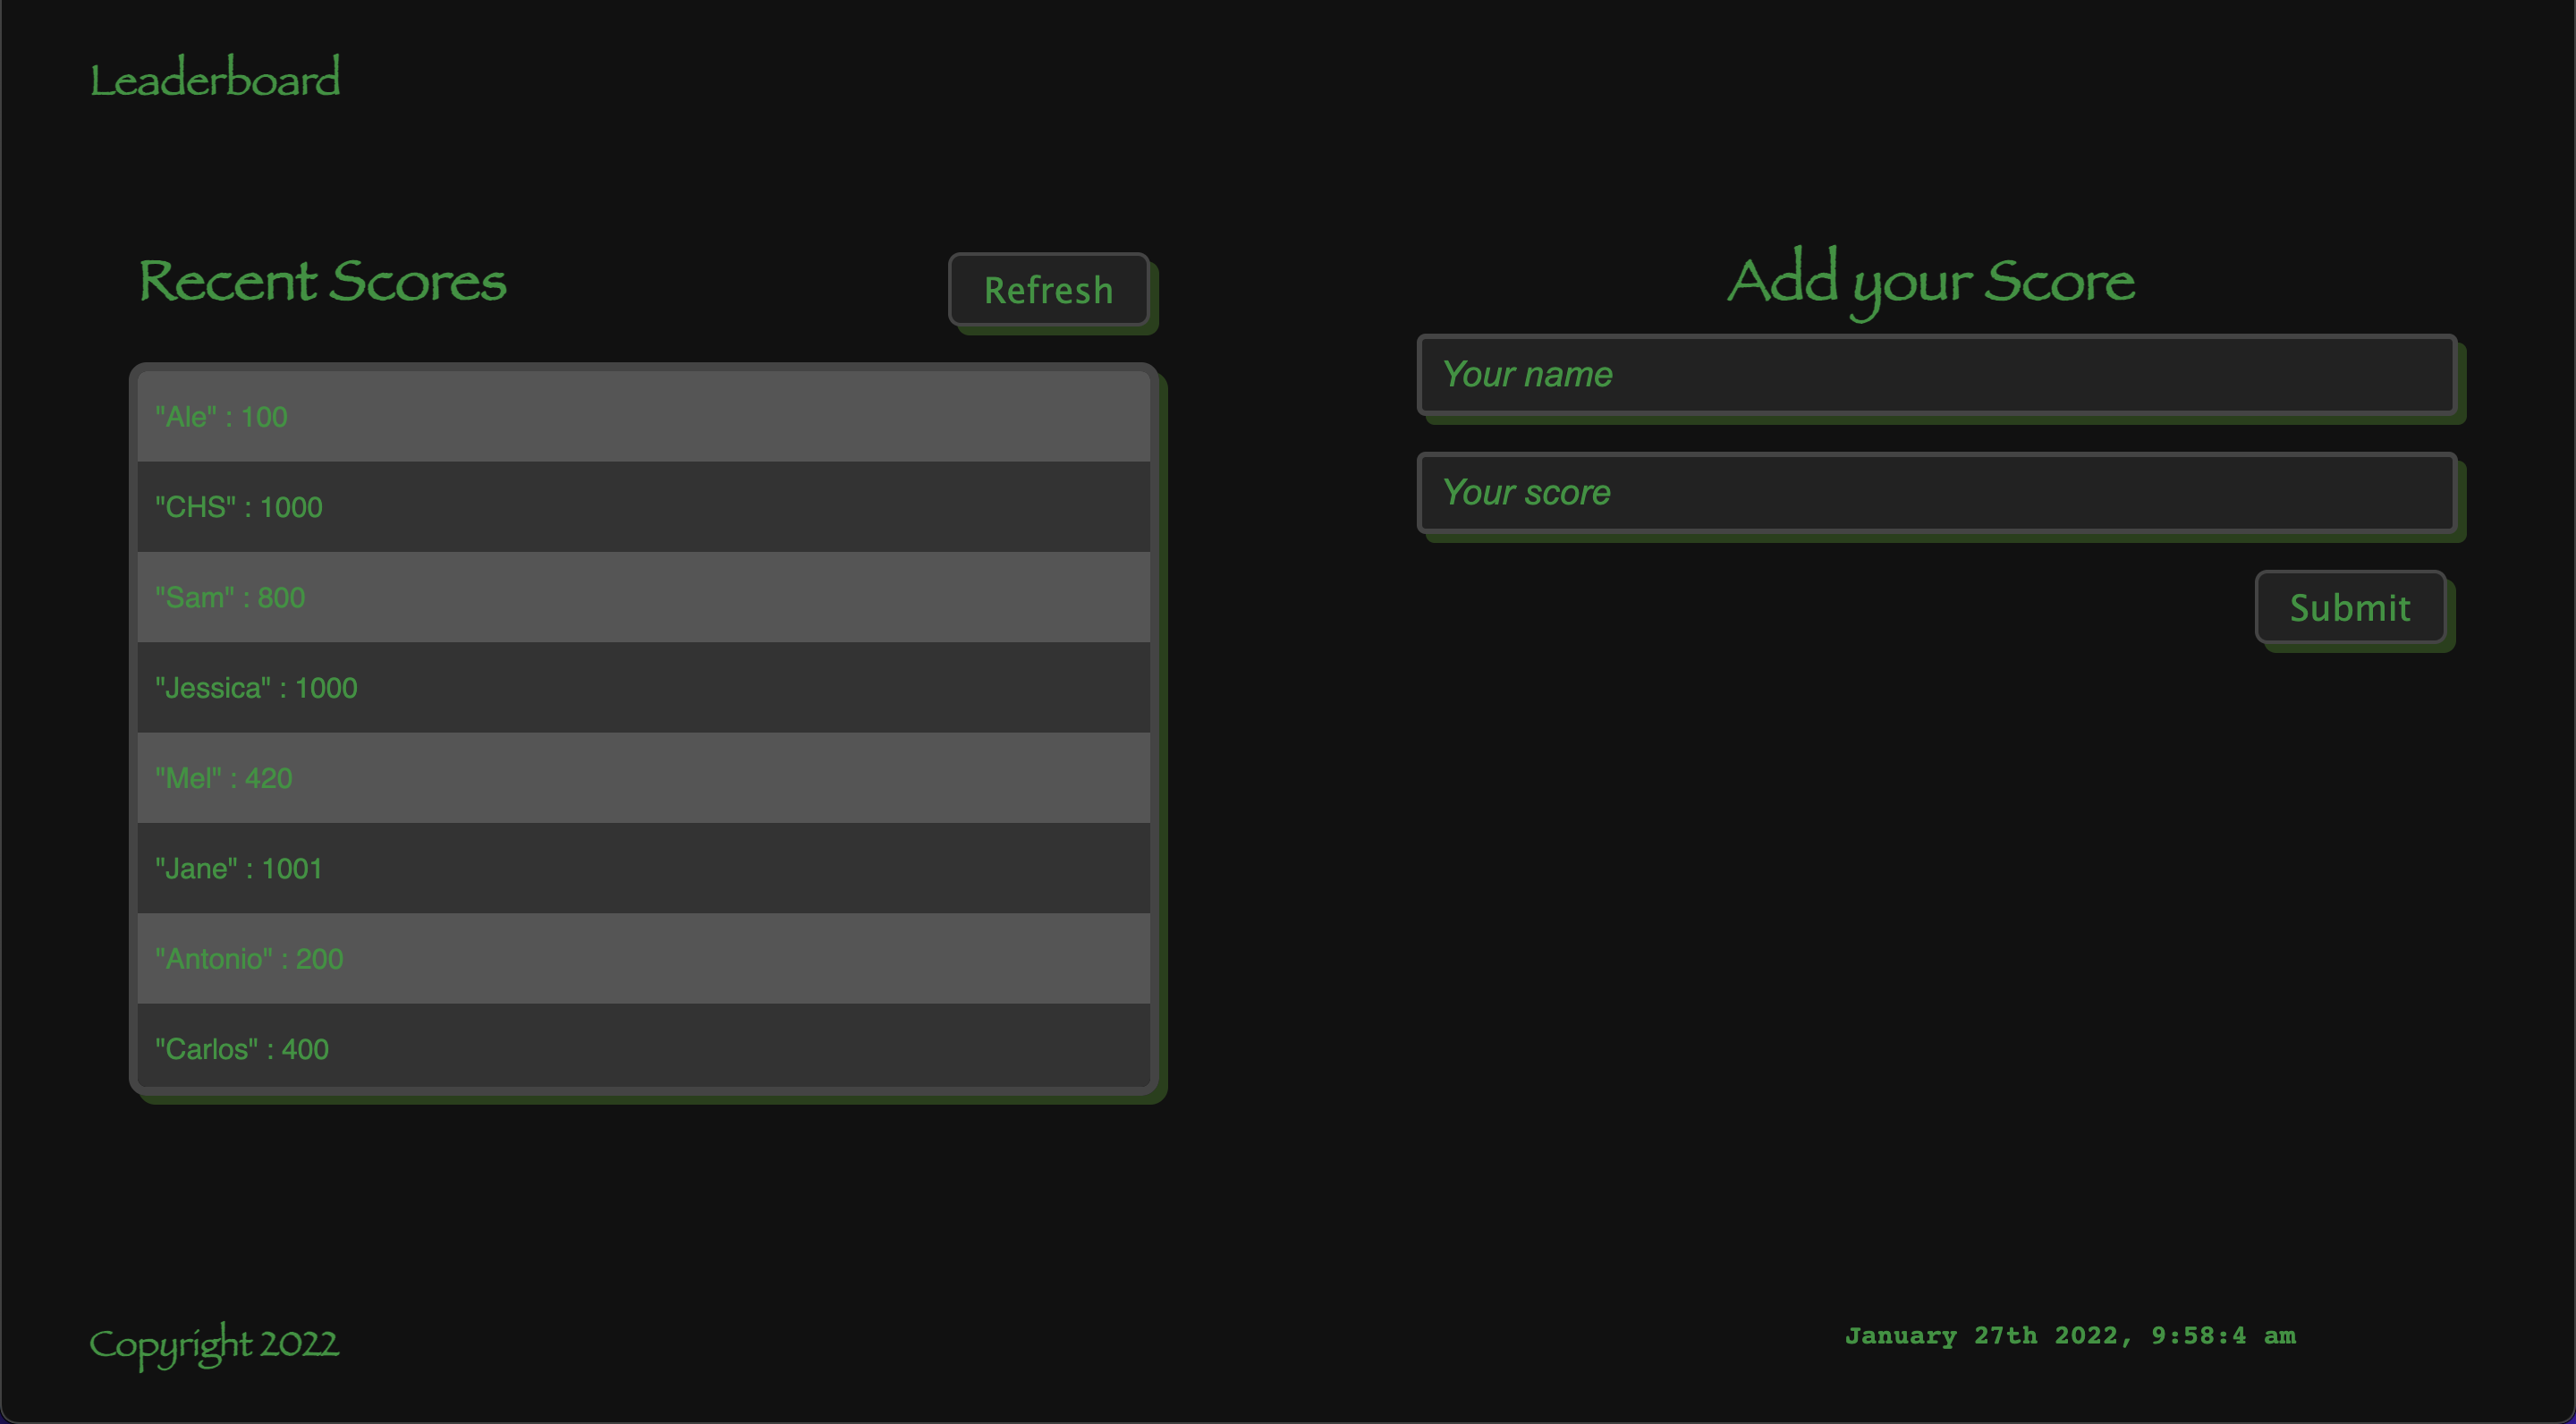 Leaderboard
Recent Scores
Refresh
"Ale" : 100
"CHS" : 1000
"Sam" : 800
"Jessica" : 1000
"Mel" : 420
"Jane" : 1001
"Antonio" : 200
"Carlos" : 400
Add your Score
Your name
Your score
Submit
Copyright 2022
January 27th 2022, 9:58:4 am